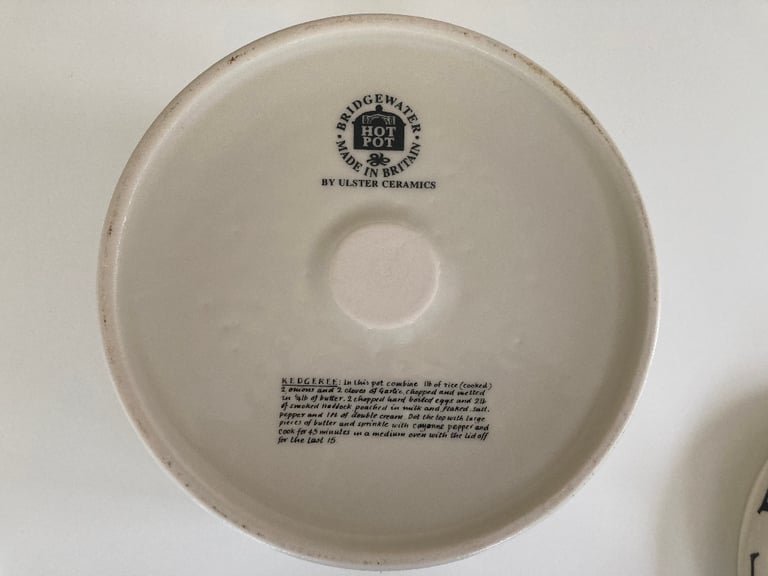 BRIDGEWATER
HOT
POT
MADE IN BRITAIN
BY ULSTER CERAMICS
KEDGEREE: In this pot combine 1lb of rice (cooked)
2 onions and 2 cloves of Garlic chopped and melted
in ¼lb of butter, 2 chopped hard boiled eggs and 2lb
of smoked haddock poached in milk and flaked. Salt,
pepper and 1Pt of double cream. Dot the top with large
pieces of butter and sprinkle with cayenne pepper and
cook for 45 minutes in a medium oven with the lid off
for the last 15